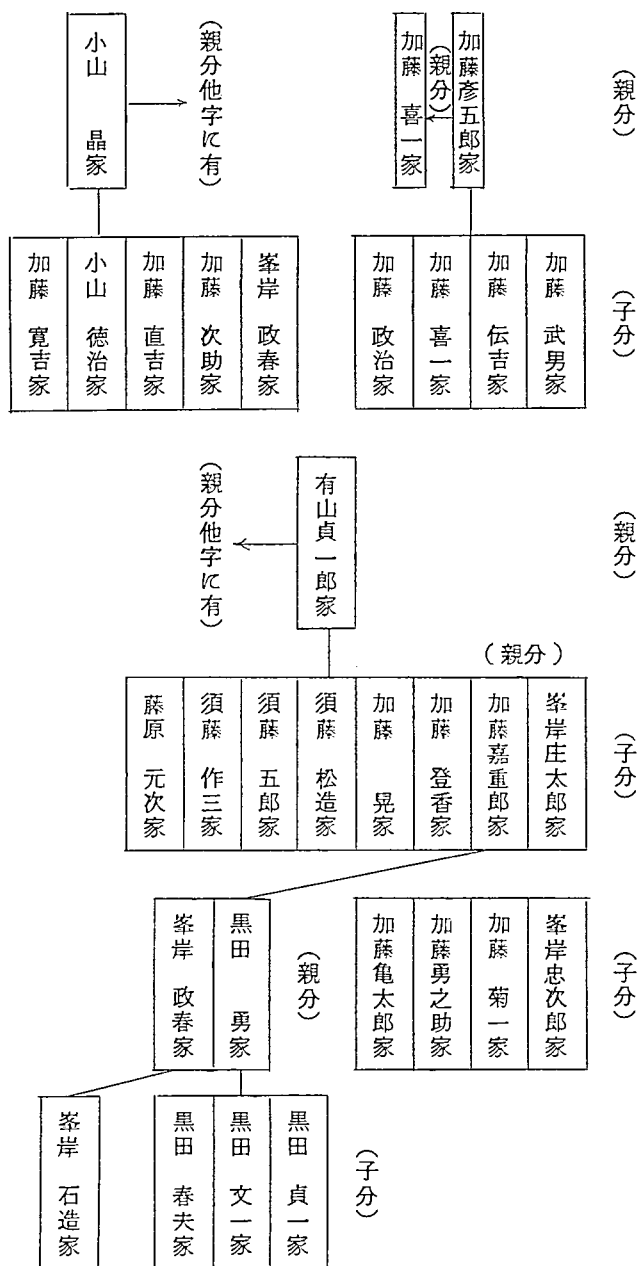 (親分)
加藤彦五郎家
(親分)
加藤 喜一家
(子分)
加藤 武男家
加藤 伝吉家
加藤 喜一家
加藤 政治家
(親分他字に有)
小山 晶家
峯岸 政春家
加藤 次助家
加藤 直吉家
小山 徳治家
加藤 寛吉家
(親分)
有山貞一郎家
(親分他字に有)
(子分)
(親分)
峯岸庄太郎家
加藤嘉重郎家
加藤 登香家
加藤 晃家
須藤 松造家
須藤 五郎家
須藤 作三家
藤原 元次家
(子分)
峯岸忠次郎家
加藤 菊一家
加藤勇之助家
加藤亀太郎家
(親分)
黒田 勇家
峯岸 政春家
(子分)
黒田 貞一家
黒田 文一家
黒田 春夫家
峯岸 石造家